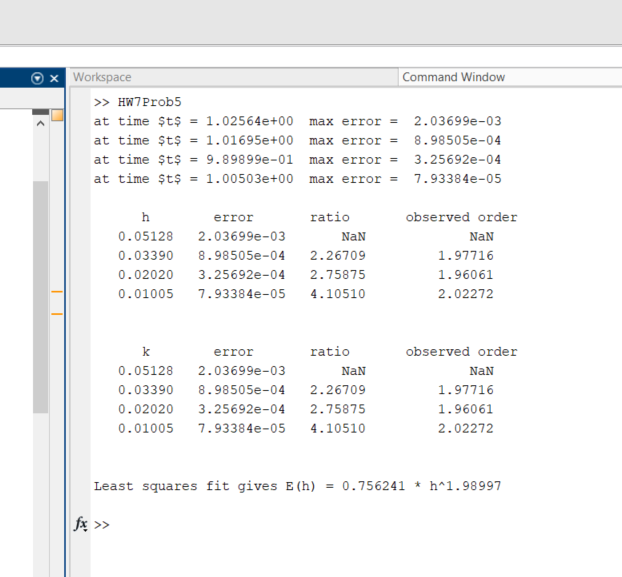 Workspace
Command Window
>> HW7Prob5
at time $t$ = 1.02564e+00 max error = 2.03699e-03
at time $t$ = 1.01695e+00 max error = 8.98505e-04
at time $t$ = 9.89899e-01 max error = 3.25692e-04
at time $t$ = 1.00503e+00 max error = 7.93384e-05
h error ratio observed order
0.05128 2.03699e-03 NaN NaN
0.03390 8.98505e-04 2.26709 1.97716
0.02020 3.25692e-04 2.75875 1.96061
0.01005 7.93384e-05 4.10510 2.02272
k error ratio observed order
0.05128 2.03699e-03 NaN NaN
0.03390 8.98505e-04 2.26709 1.97716
0.02020 3.25692e-04 2.75875 1.96061
0.01005 7.93384e-05 4.10510 2.02272
Least squares fit gives E(h) = 0.756241 * h^1.98997
fx >>